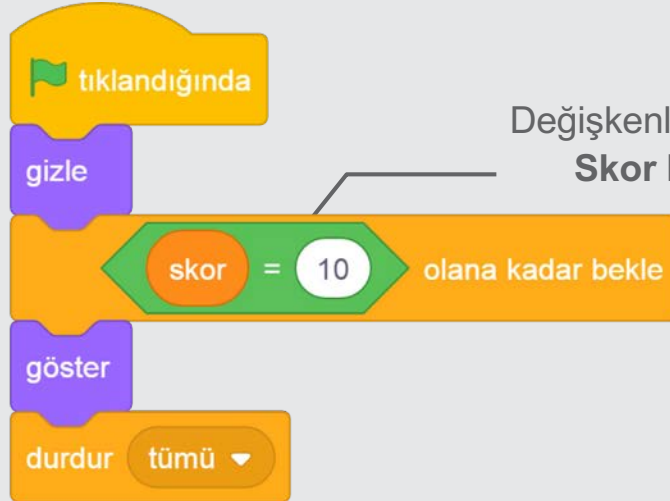 tıklandığında
Değişkenl
gizle
Skor
skor = 10 olana kadar bekle
göster
durdur tümü